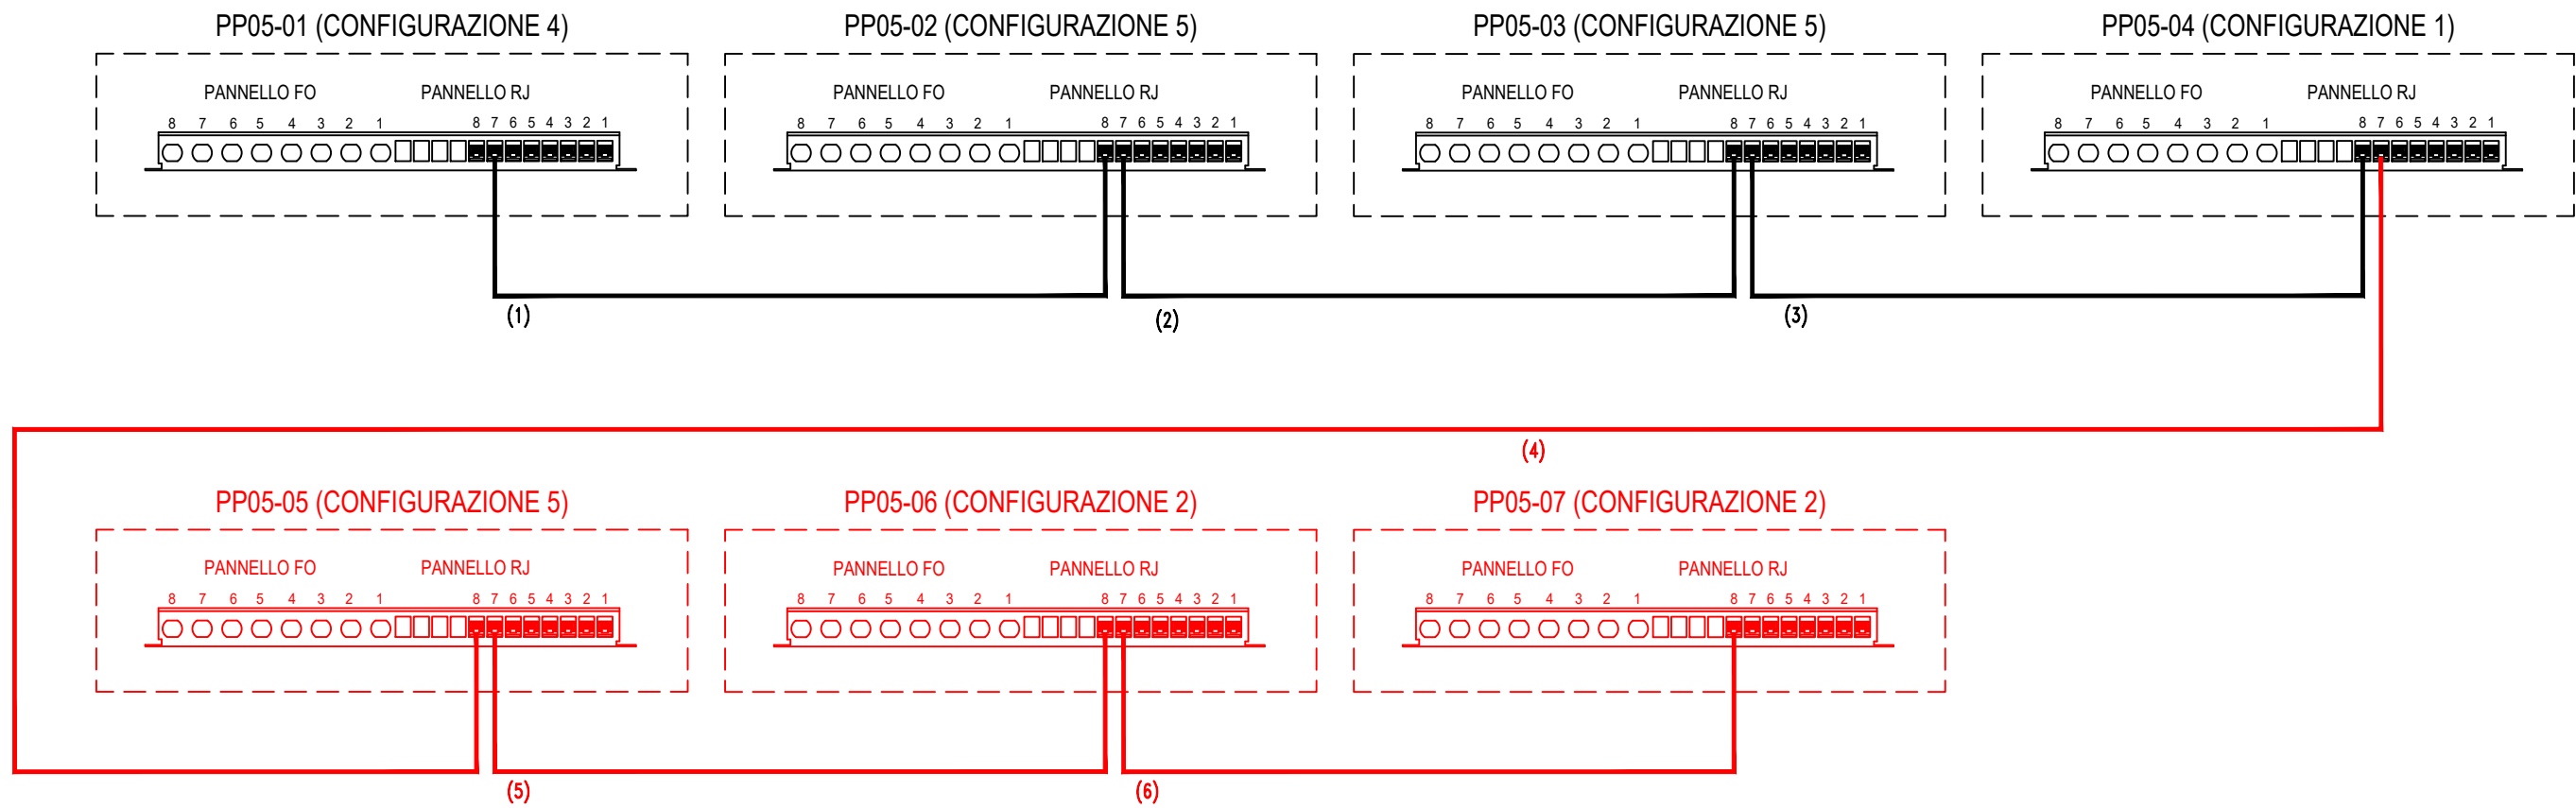 PP05-01 (CONFIGURAZIONE 4) PP05-02 (CONFIGURAZIONE 5) PP05-03 (CONFIGURAZIONE 5) PP05-04 (CONFIGURAZIONE 1)
PANNELLO FO PANNELLO RJ PANNELLO FO PANNELLO RJ PANNELLO FO PANNELLO RJ PANNELLO FO PANNELLO RJ
8 7 6 5 4 3 2 1 8 7 6 5 4 3 2 1 8 7 6 5 4 3 2 1 8 7 6 5 4 3 2 1 8 7 6 5 4 3 2 1 8 7 6 5 4 3 2 1 8 7 6 5 4 3 2 1 8 7 6 5 4 3 2 1
(1) (2) (3)
(4)
PP05-05 (CONFIGURAZIONE 5) PP05-06 (CONFIGURAZIONE 2) PP05-07 (CONFIGURAZIONE 2)
PANNELLO FO PANNELLO RJ PANNELLO FO PANNELLO RJ PANNELLO FO PANNELLO RJ
8 7 6 5 4 3 2 1 8 7 6 5 4 3 2 1 8 7 6 5 4 3 2 1 8 7 6 5 4 3 2 1 8 7 6 5 4 3 2 1 8 7 6 5 4 3 2 1
(5) (6)